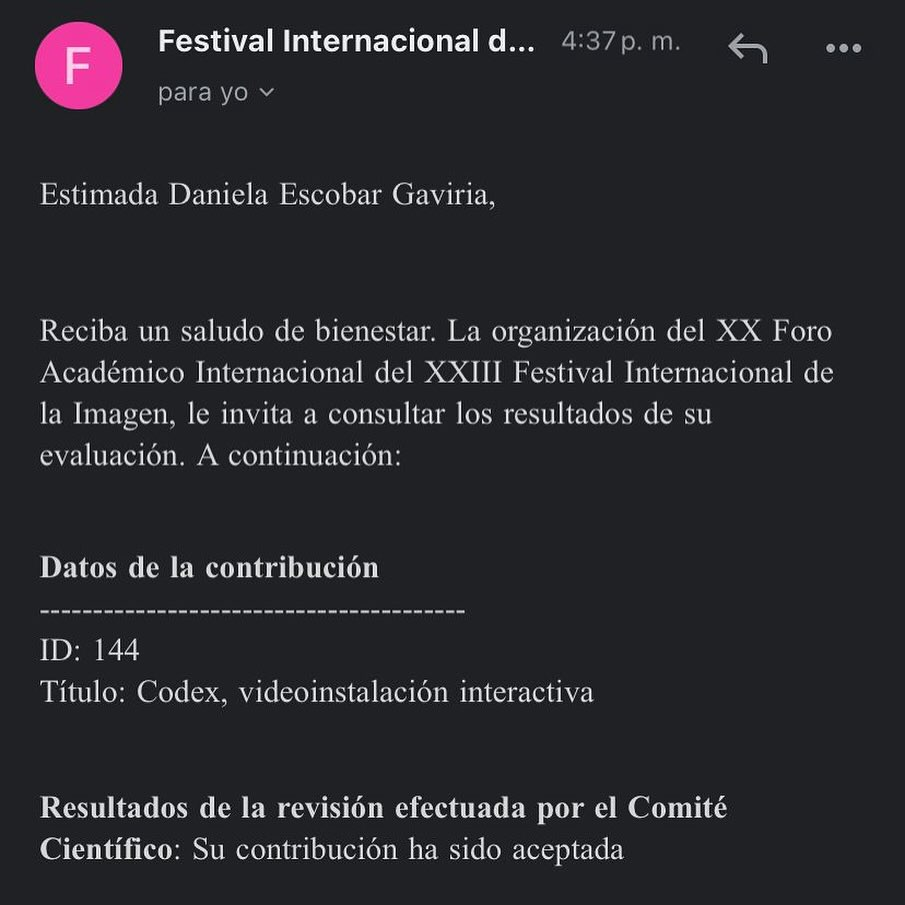 F
Festival Internacional d... 4:37 p. m.
para yo
Estimada Daniela Escobar Gaviria,
Reciba un saludo de bienestar. La organización del XX Foro
Académico Internacional del XXIII Festival Internacional de
la Imagen, le invita a consultar los resultados de su
evaluación. A continuación:
Datos de la contribución
----------------------------------------
ID: 144
Título: Codex, videoinstalación interactiva
Resultados de la revisión efectuada por el Comité
Científico: Su contribución ha sido aceptada